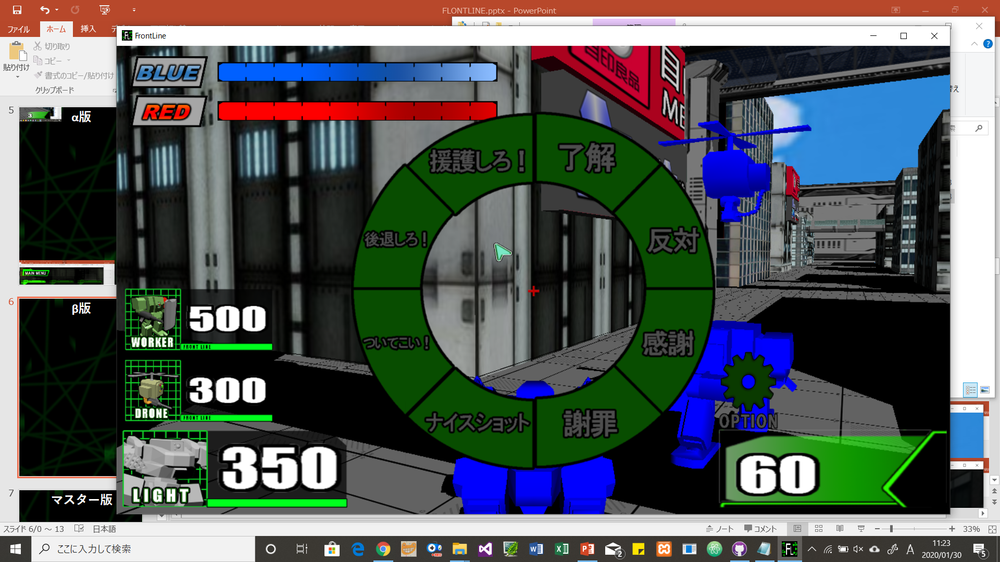 FLONTLINE.pptx - PowerPoint
ファイル
ホーム
挿入
切り取り
コピー
貼り付け
書式のコピー/貼り付け
クリップボード
FrontLine
BLUE
RED
了解
反対
感謝
謝罪
ナイスショット
ついてこい！
後退しろ！
援護しろ！
WORKER
500
FRONT LINE
DRONE
300
FRONT LINE
LIGHT
350
OPTION
60
5
α版
MAIN MENU
6
β版
7
マスター版
スライド 6/0 ～ 13
日本語
ノート
コメント
33%
ここに入力して検索
2
A
11:23
2020/01/30
5